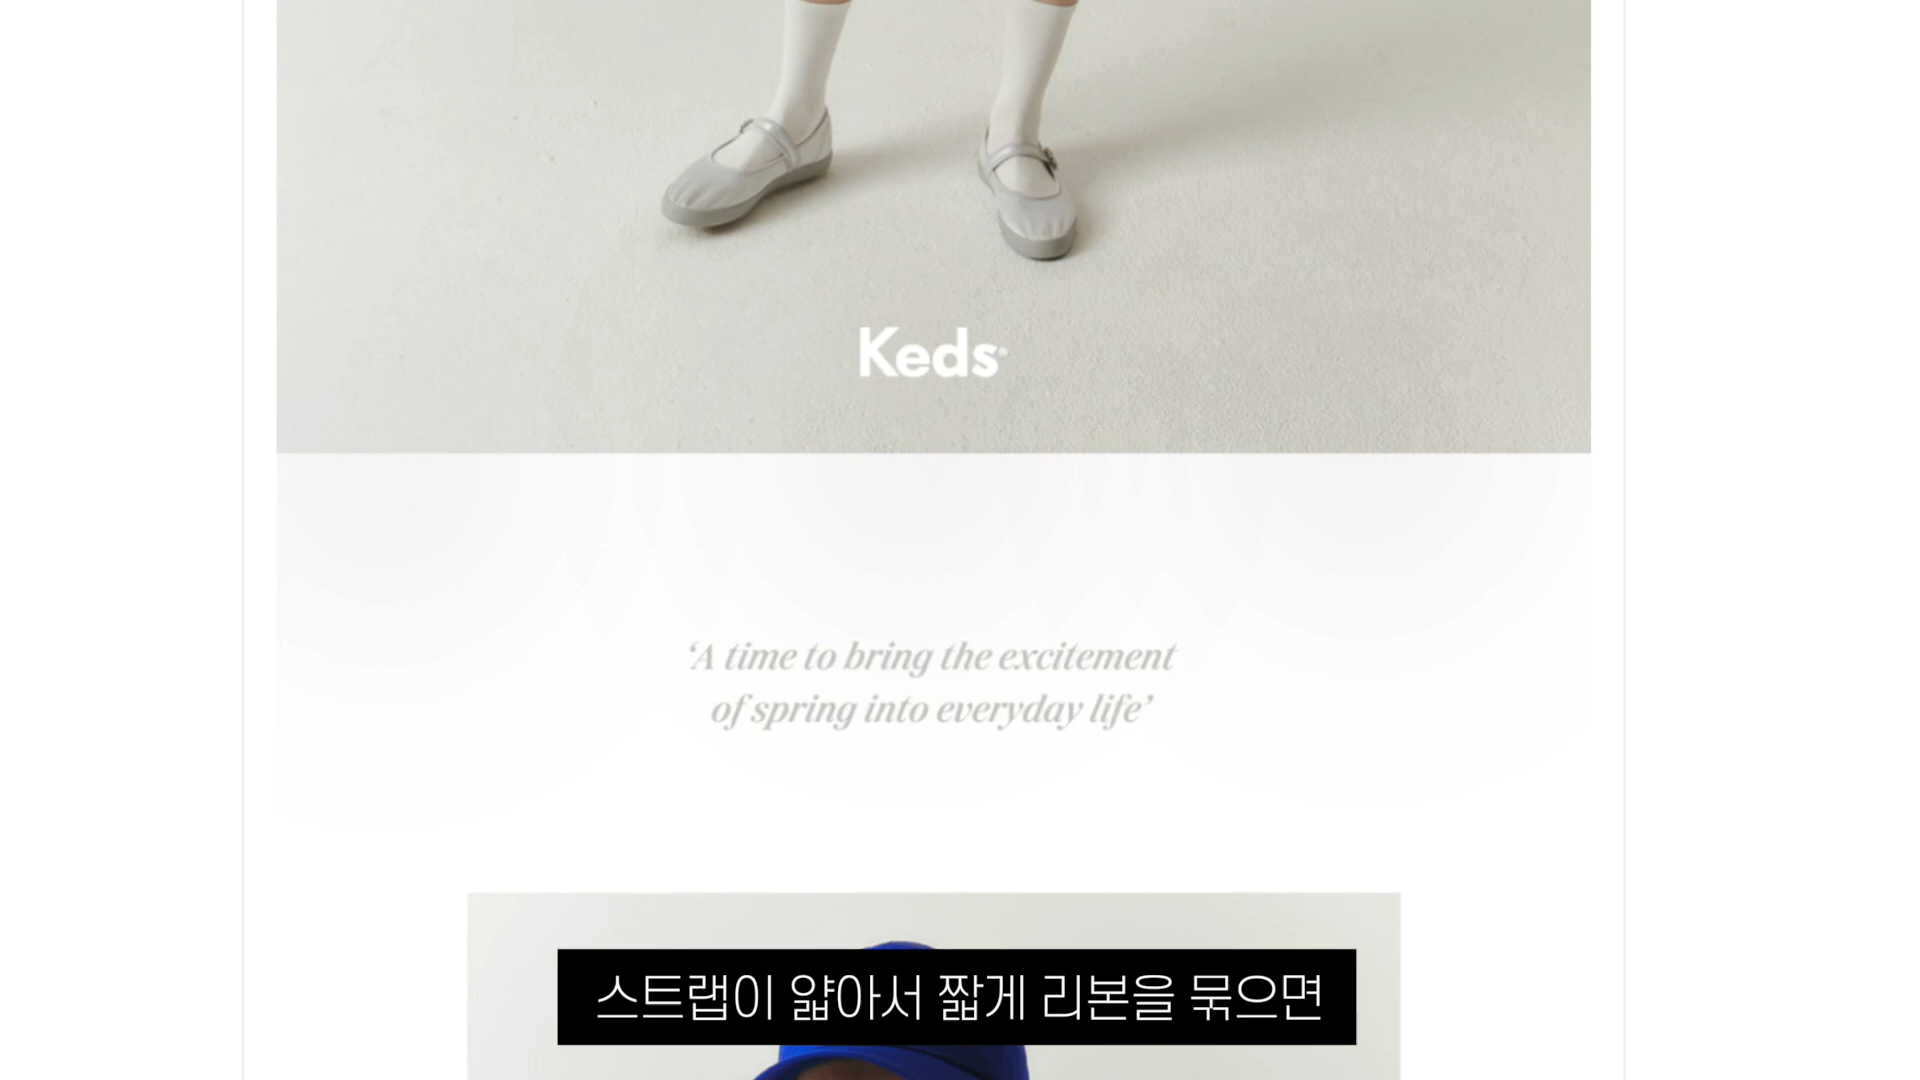 Keds®
‘A time to bring the excitement
of spring into everyday life’
스트랩이 얇아서 짧게 리본을 묶으면